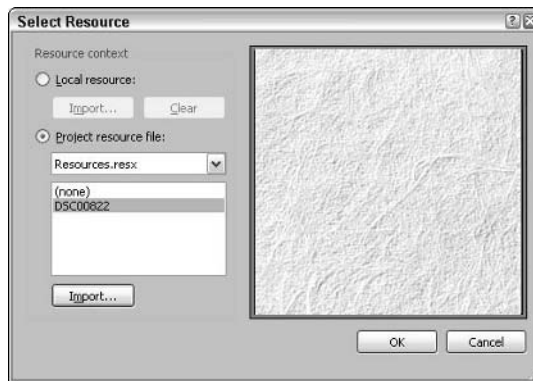 Select Resource
Resource context
Local resource:
Import... Clear
Project resource file:
Resources.resx
(none)
DSC00822
Import...
OK Cancel